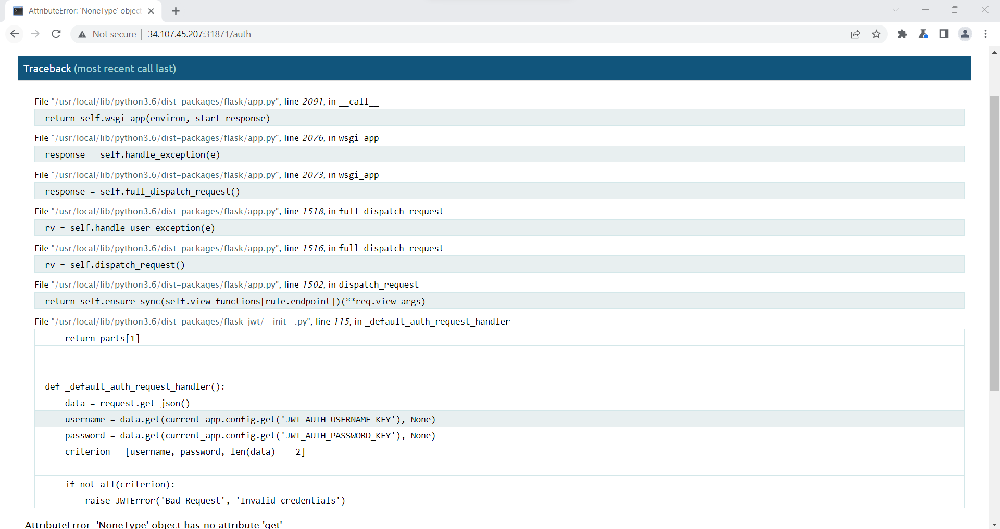 AttributeError: 'NoneType' object
Not secure | 34.107.45.207:31871/auth
Traceback (most recent call last)
File "/usr/local/lib/python3.6/dist-packages/flask/app.py", line 2091, in __call__
return self.wsgi_app(environ, start_response)
File "/usr/local/lib/python3.6/dist-packages/flask/app.py", line 2076, in wsgi_app
response = self.handle_exception(e)
File "/usr/local/lib/python3.6/dist-packages/flask/app.py", line 2073, in wsgi_app
response = self.full_dispatch_request()
File "/usr/local/lib/python3.6/dist-packages/flask/app.py", line 1518, in full_dispatch_request
rv = self.handle_user_exception(e)
File "/usr/local/lib/python3.6/dist-packages/flask/app.py", line 1516, in full_dispatch_request
rv = self.dispatch_request()
File "/usr/local/lib/python3.6/dist-packages/flask/app.py", line 1502, in dispatch_request
return self.ensure_sync(self.view_functions[rule.endpoint])(**req.view_args)
File "/usr/local/lib/python3.6/dist-packages/flask_jwt/__init__.py", line 115, in _default_auth_request_handler
return parts[1]
def _default_auth_request_handler():
data = request.get_json()
username = data.get(current_app.config.get('JWT_AUTH_USERNAME_KEY'), None)
password = data.get(current_app.config.get('JWT_AUTH_PASSWORD_KEY'), None)
criterion = [username, password, len(data) == 2]
if not all(criterion):
raise JWTError('Bad Request', 'Invalid credentials')
AttributeError: 'NoneType' object has no attribute 'get'